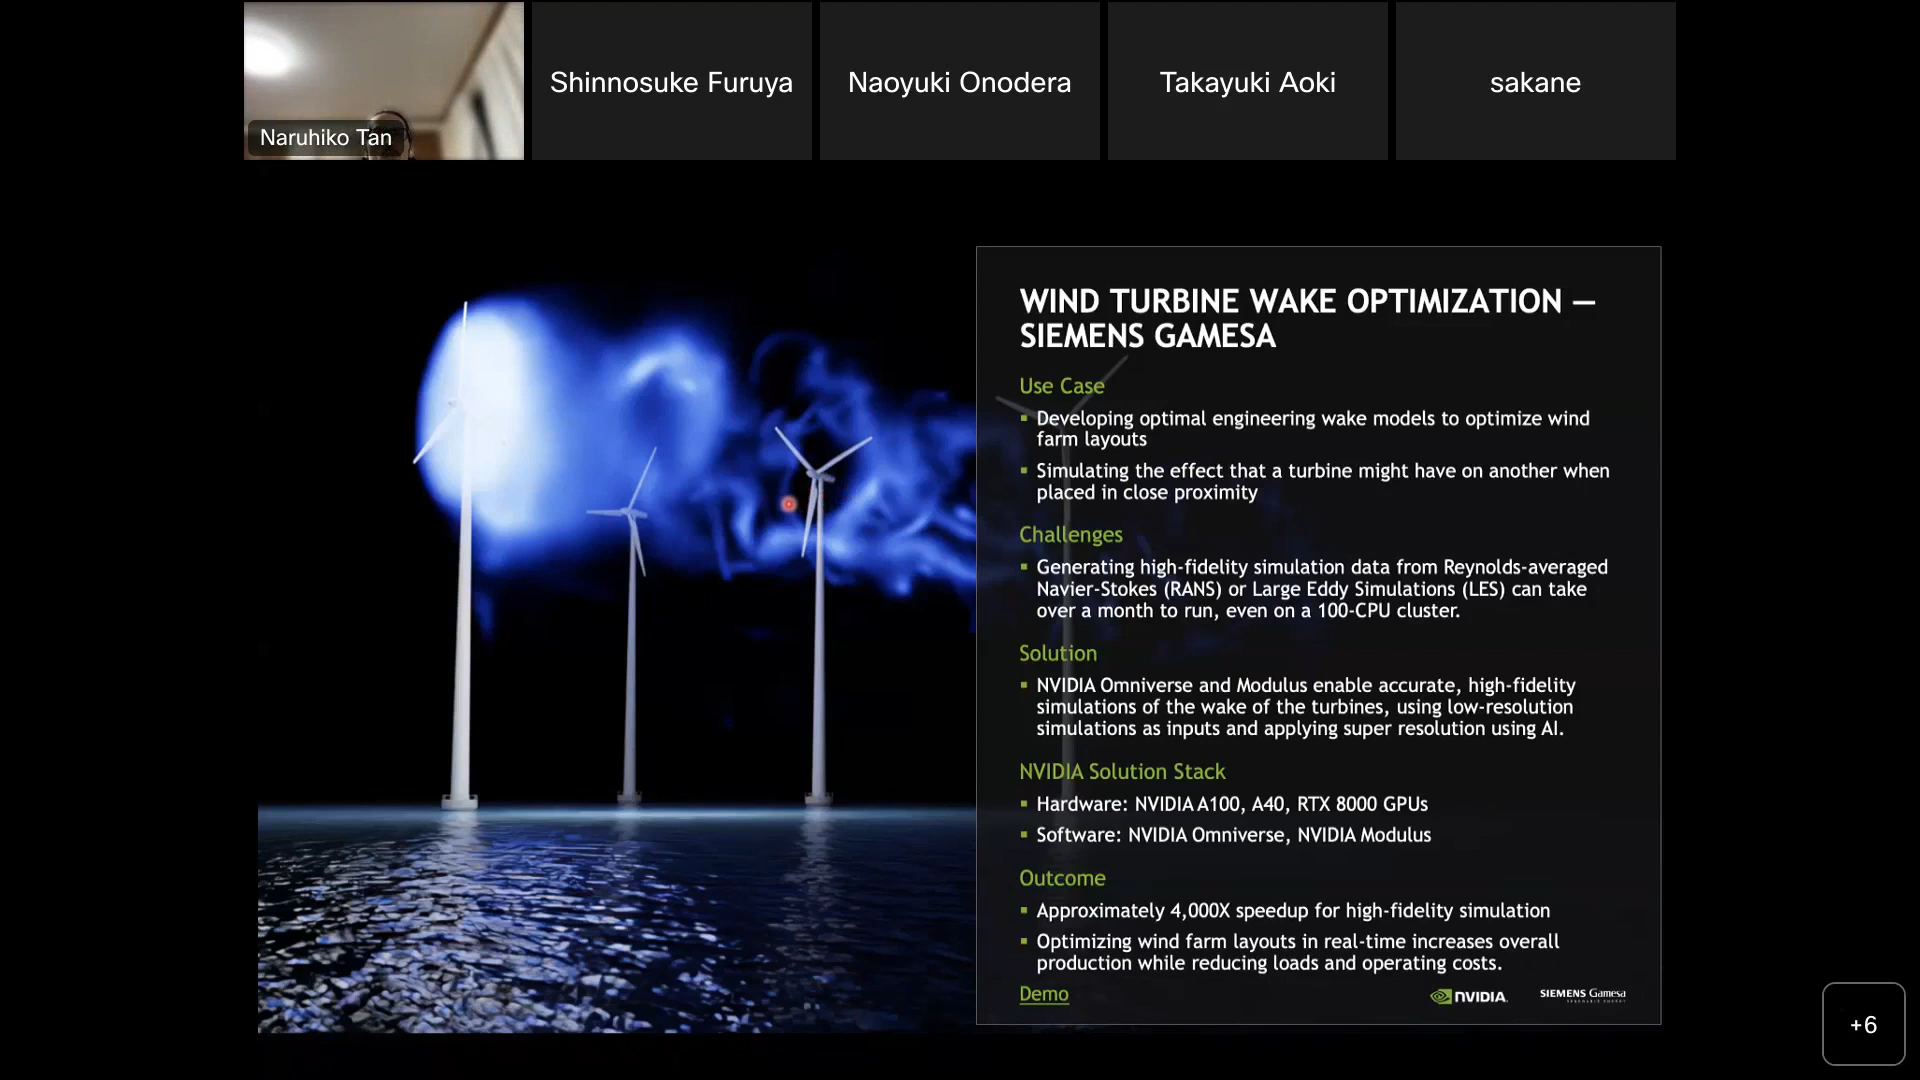 Naruhiko Tan
Shinnosuke Furuya
Naoyuki Onodera
Takayuki Aoki
sakane
WIND TURBINE WAKE OPTIMIZATION —
SIEMENS GAMESA
Use Case
▪ Developing optimal engineering wake models to optimize wind
farm layouts
▪ Simulating the effect that a turbine might have on another when
placed in close proximity
Challenges
▪ Generating high-fidelity simulation data from Reynolds-averaged
Navier-Stokes (RANS) or Large Eddy Simulations (LES) can take
over a month to run, even on a 100-CPU cluster.
Solution
▪ NVIDIA Omniverse and Modulus enable accurate, high-fidelity
simulations of the wake of the turbines, using low-resolution
simulations as inputs and applying super resolution using AI.
NVIDIA Solution Stack
▪ Hardware: NVIDIA A100, A40, RTX 8000 GPUs
▪ Software: NVIDIA Omniverse, NVIDIA Modulus
Outcome
▪ Approximately 4,000X speedup for high-fidelity simulation
▪ Optimizing wind farm layouts in real-time increases overall
production while reducing loads and operating costs.
Demo
NVIDIA.
SIEMENS Gamesa
+6